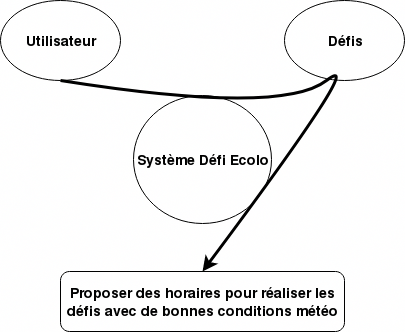 Utilisateur
Défis
Système Défi Ecolo
Proposer des horaires pour réaliser les
défis avec de bonnes conditions météo